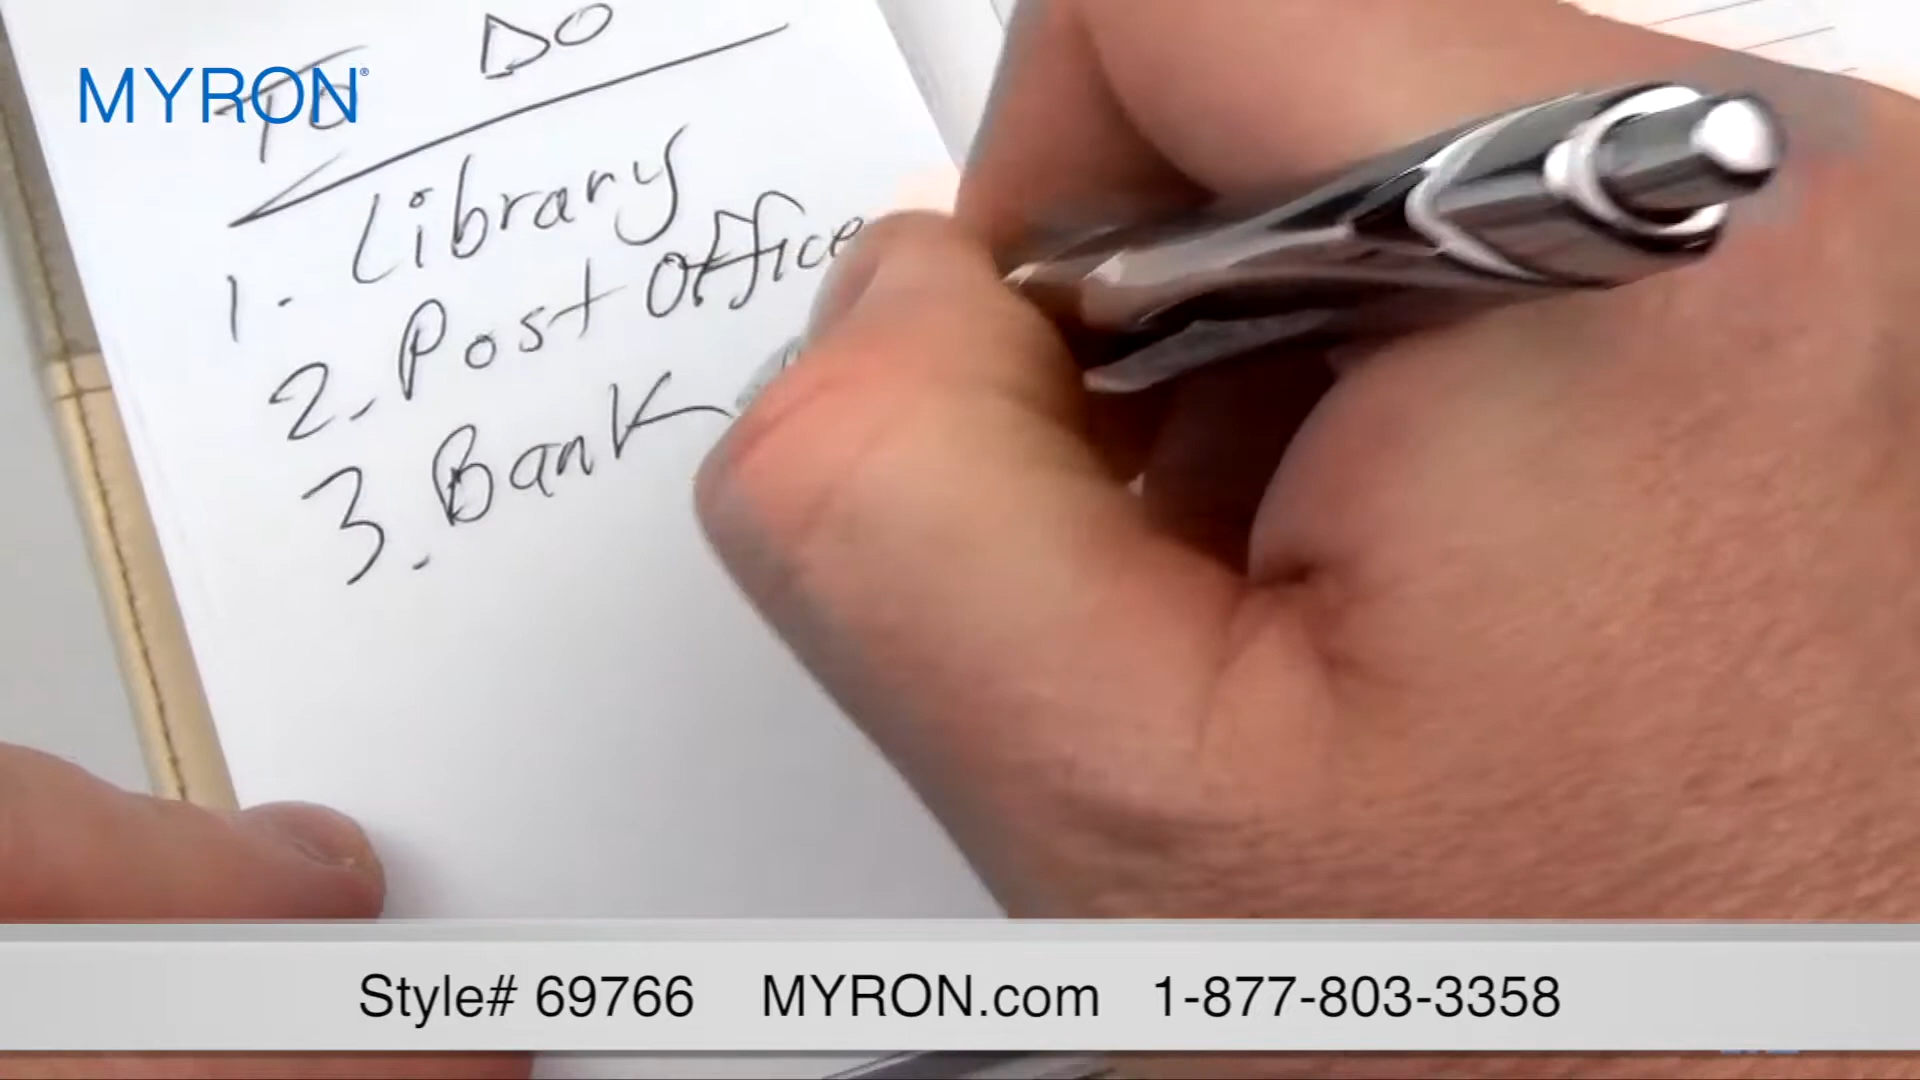 To Do
MYRON®
1. Library
2. Post Office
3. Bank
Style# 69766 MYRON.com 1-877-803-3358